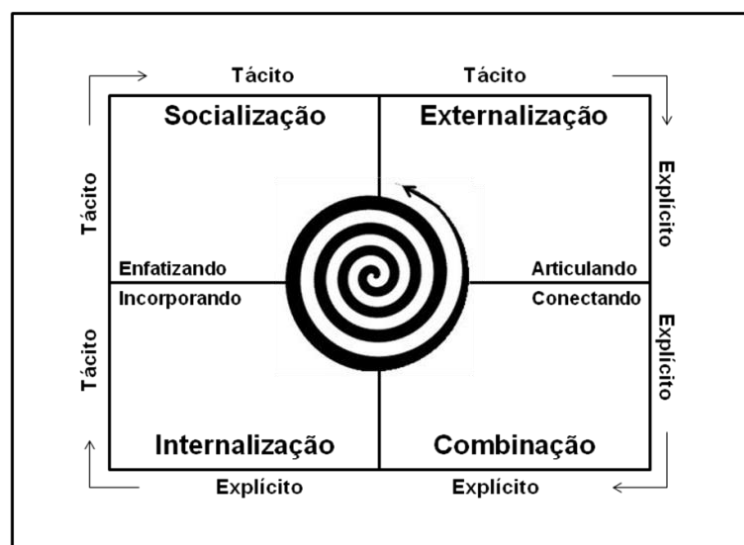 Tácito Tácito
Socialização Externalização
Tácito
Explícito
Enfatizando Articulando
Incorporando Conectando
Tácito
Explícito
Internalização Combinação
Explícito Explícito